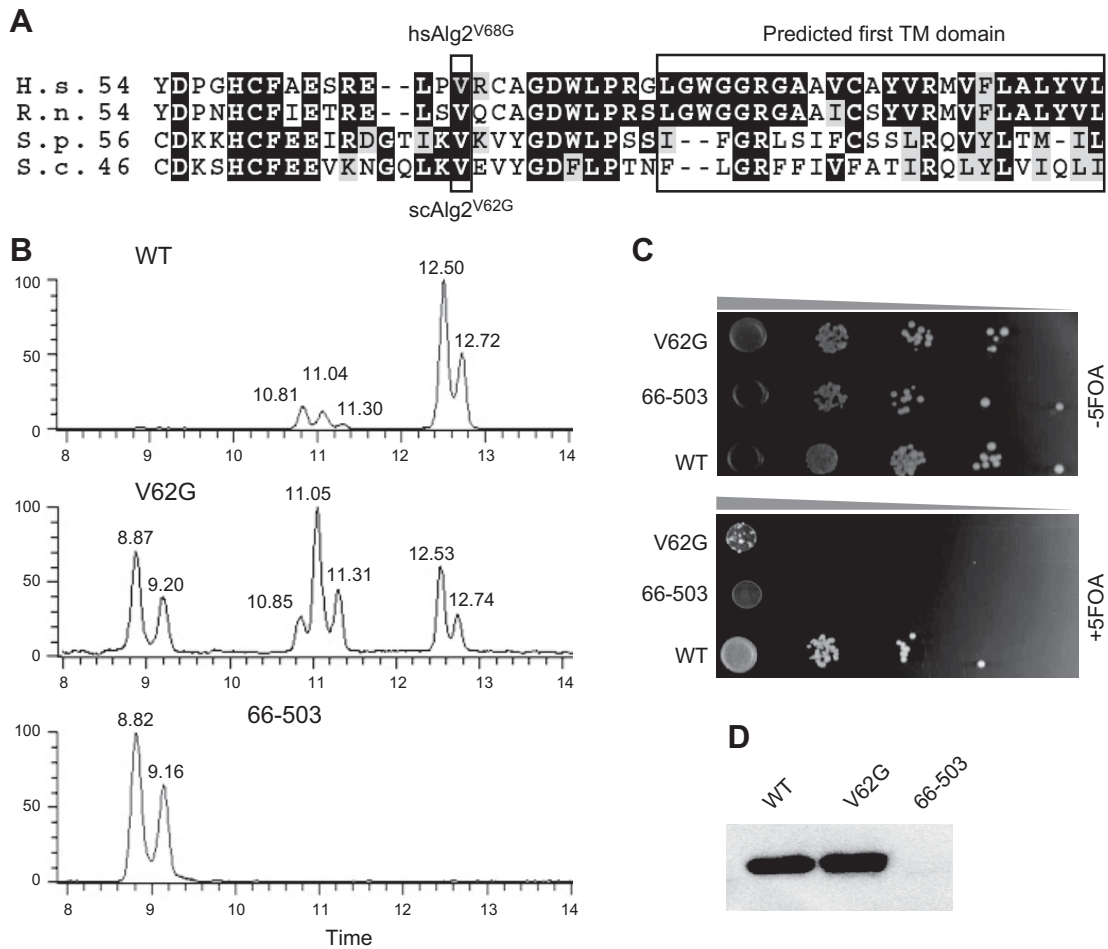 A
hsAlg2V68G
Predicted first TM domain
H.s. 54 YDPGHCFAESRE--LPVRCAGDWLPRGLGWGGRGAAVCAYVRMVFLALYVL
R.n. 54 YDPNHCFIETRE--LSVQCAGDWLPRSLGWGGRGAAICSYVRMVFLALYVL
S.p. 56 CDKKHCFEEIRDGTIKVKVYGDWLPSSI--FGRLSIFCSSLRQVYLTM-IL
S.c. 46 CDKSHCFEEVKNGQLKVEVYGDFLPTNF--LGRFFIVFATIRQLYLVIQLI
scAlg2V62G
B
WT
100
50
0
10.81
11.04
11.30
12.50
12.72
8 9 10 11 12 13 14
V62G
100
50
0
8.87
9.20
10.85
11.05
11.31
12.53
12.74
8 9 10 11 12 13 14
66-503
100
50
0
8.82
9.16
8 9 10 11 12 13 14
Time
C
V62G
66-503
WT
-5FOA
V62G
66-503
WT
+5FOA
D
WT V62G 66-503